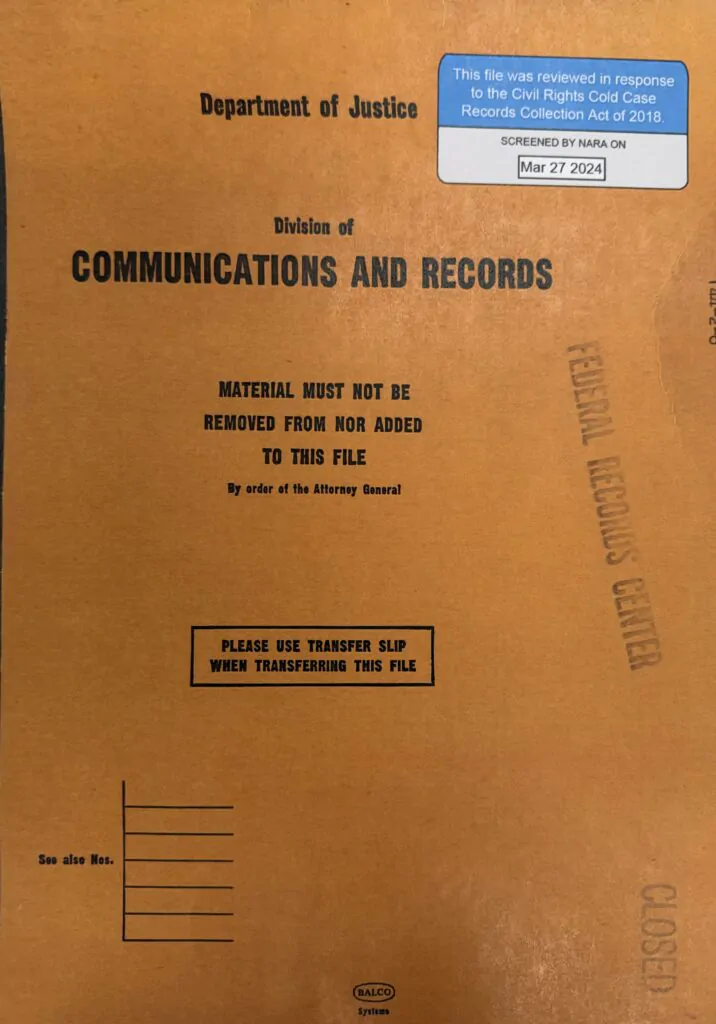 This file was reviewed in response
to the Civil Rights Cold Case
Records Collection Act of 2018.
SCREENED BY NARA ON
Mar 27 2024
Department of Justice
Division of
COMMUNICATIONS AND RECORDS
MATERIAL MUST NOT BE
REMOVED FROM NOR ADDED
TO THIS FILE
By order of the Attorney General
FEDERAL RECORDS CENTER
PLEASE USE TRANSFER SLIP
WHEN TRANSFERRING THIS FILE
See also Nos.
CLOSED
BALCO
Systems